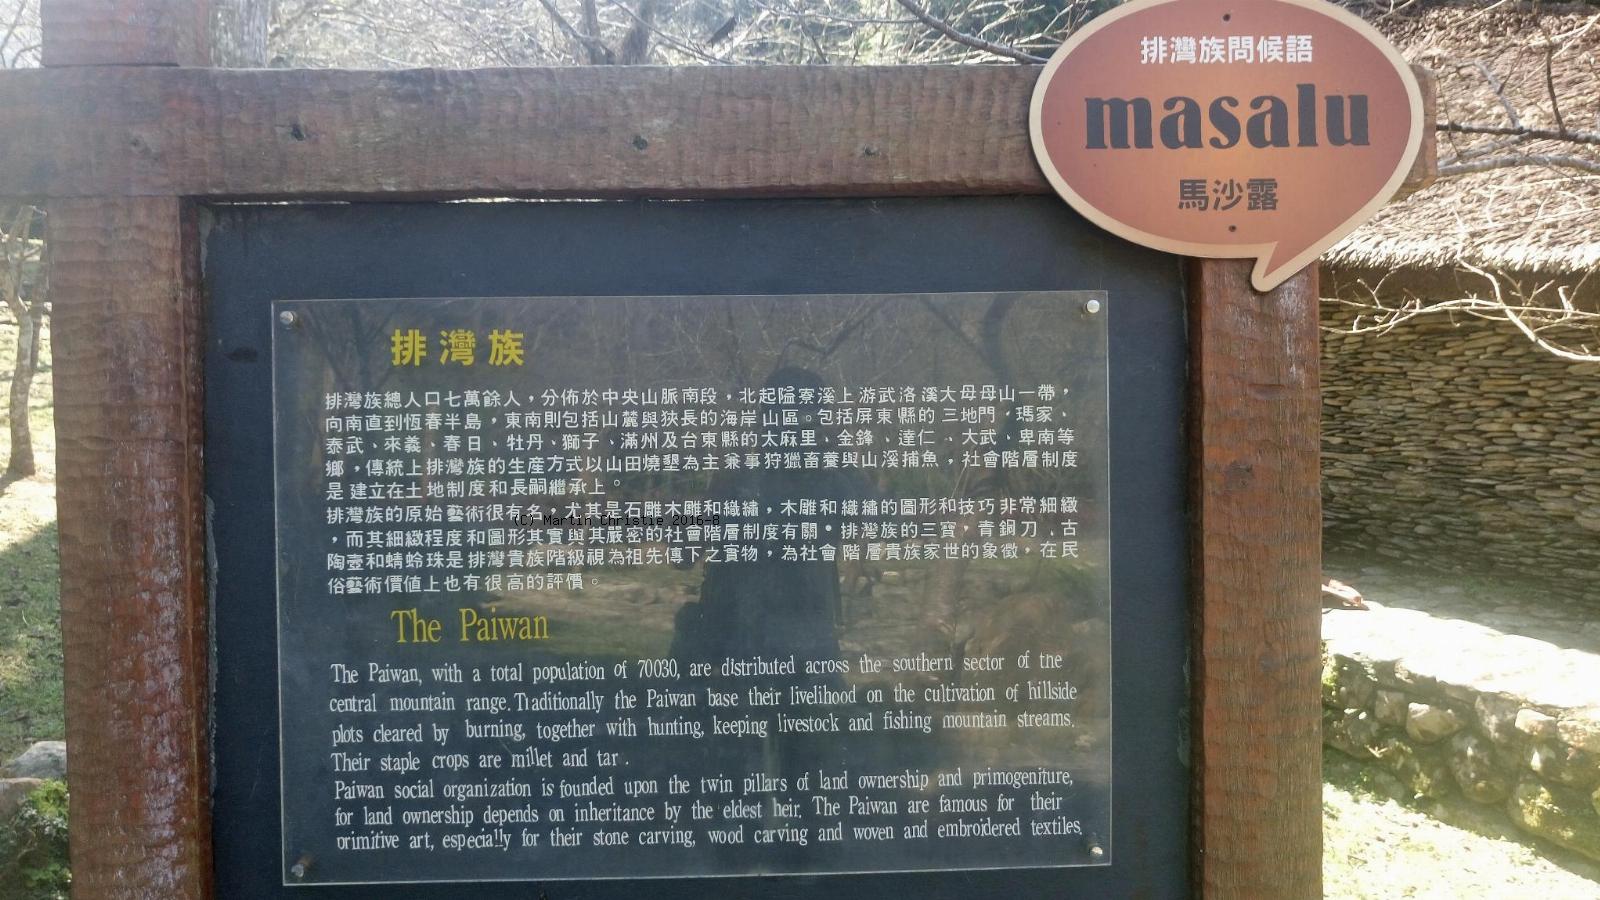 排灣族問候語
masalu
馬沙露
排灣族
排灣族總人口七萬餘人，分佈於中央山脈南段，北起隘寮溪上游武洛溪大母母山一帶，
向南直到恆春半島，東南則包括山麓與狹長的海岸山區。包括屏東縣的三地門、瑪家、
泰武、來義、春日、牡丹、獅子、滿州及台東縣的太麻里、金鋒、達仁、大武、卑南等
鄉，傳統上排灣族的生產方式以山田燒墾為主兼事狩獵畜養與山溪捕魚，社會階層制度
是建立在土地制度和長嗣繼承上。
排灣族的原始藝術很有名，尤其是石雕木雕和織繡，木雕和織繡的圖形和技巧非常細緻
，而其細緻程度和圖形其實與其嚴密的社會階層制度有關•排灣族的三寶，青銅刀、古
陶壺和蜻蛉珠是排灣貴族階級視為祖先傳下之寶物，為社會階層貴族家世的象徵，在民
俗藝術價值上也有很高的評價。
(C) Martin Christie 2016-8
The Paiwan
The Paiwan, with a total population of 70030, are distributed across the southern sector of the
central mountain range. Traditionally the Paiwan base their livelihood on the cultivation of hillside
plots cleared by burning, together with hunting, keeping livestock and fishing mountain streams.
Their staple crops are millet and tar .
Paiwan social organization is founded upon the twin pillars of land ownership and primogeniture,
for land ownership depends on inheritance by the eldest heir. The Paiwan are famous for their
primitive art, especially for their stone carving, wood carving and woven and embroidered textiles.